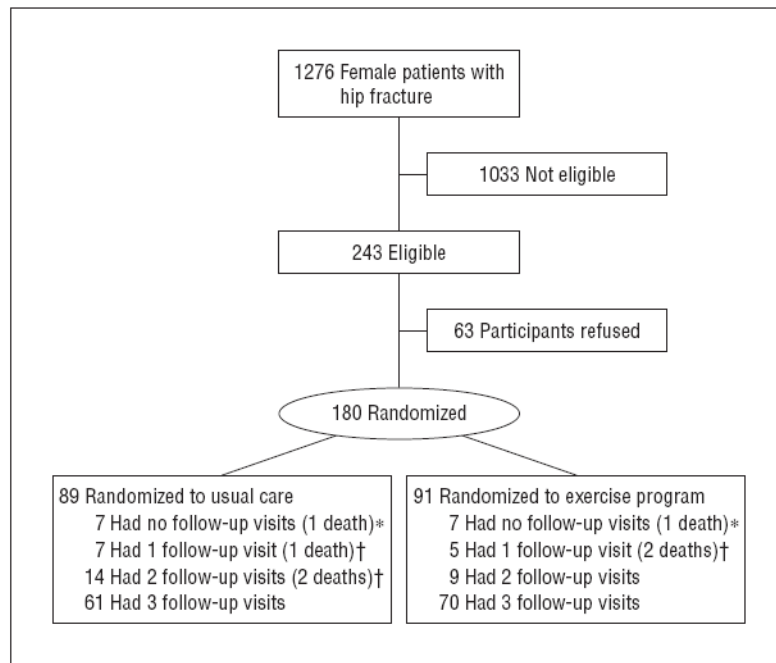 1276 Female patients with
hip fracture
1033 Not eligible
243 Eligible
63 Participants refused
180 Randomized
89 Randomized to usual care
7 Had no follow-up visits (1 death)*
7 Had 1 follow-up visit (1 death)†
14 Had 2 follow-up visits (2 deaths)†
61 Had 3 follow-up visits
91 Randomized to exercise program
7 Had no follow-up visits (1 death)*
5 Had 1 follow-up visit (2 deaths)†
9 Had 2 follow-up visits
70 Had 3 follow-up visits